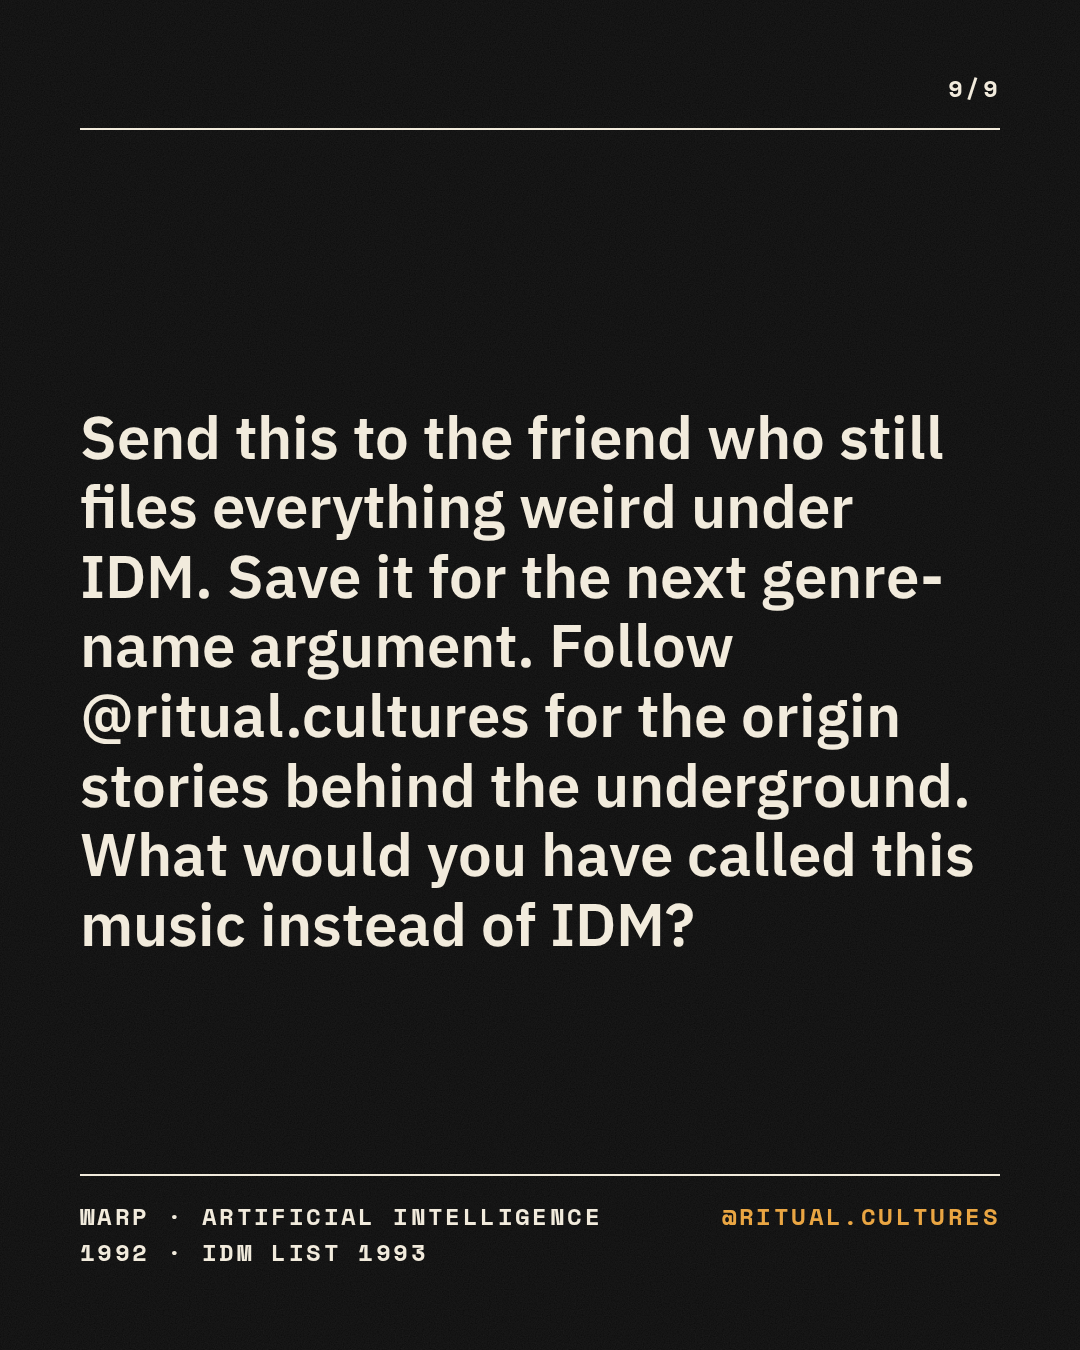 9/9
Send this to the friend who still
files everything weird under
IDM. Save it for the next genre-
name argument. Follow
@ritual.cultures for the origin
stories behind the underground.
What would you have called this
music instead of IDM?
WARP · ARTIFICIAL INTELLIGENCE
1992 · IDM LIST 1993
@RITUAL.CULTURES